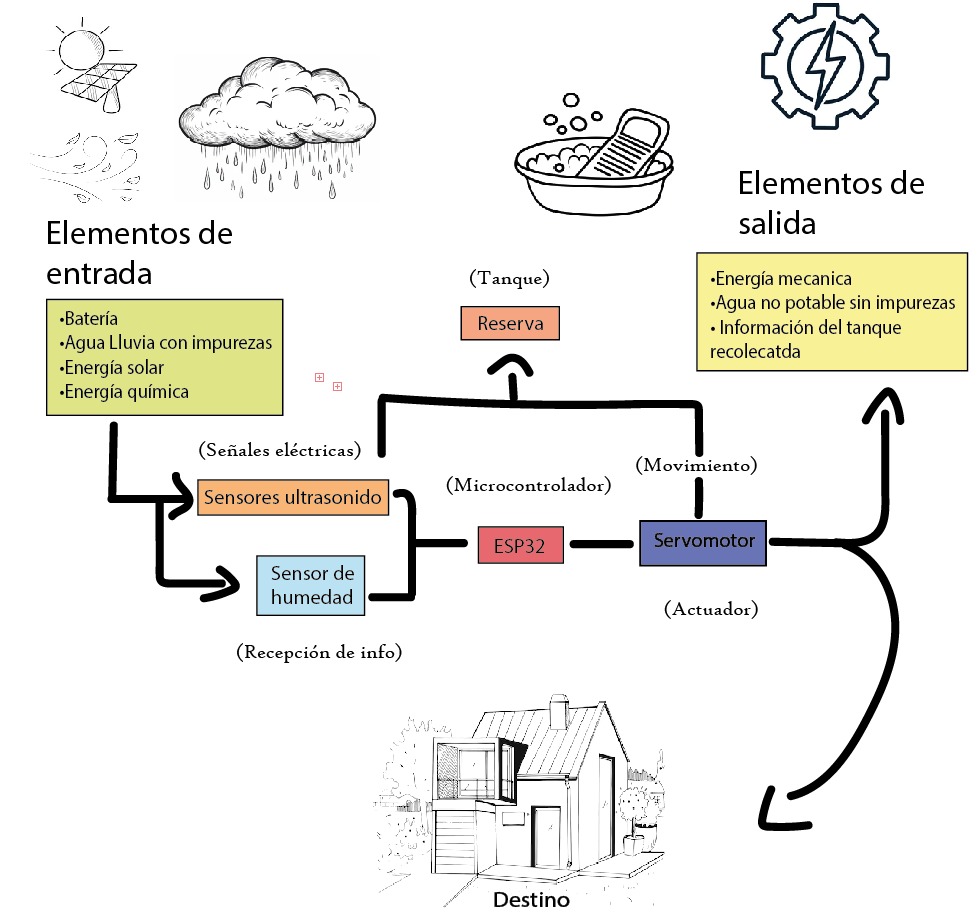 Elementos de
entrada
•Batería
•Agua Lluvia con impurezas
•Energía solar
•Energía química
Elementos de
salida
•Energía mecanica
•Agua no potable sin impurezas
• Información del tanque
recolecatda
(Tanque)
Reserva
(Señales eléctricas)
Sensores ultrasonido
Sensor de
humedad
(Recepción de info)
(Microcontrolador)
ESP32
(Movimiento)
Servomotor
(Actuador)
Destino